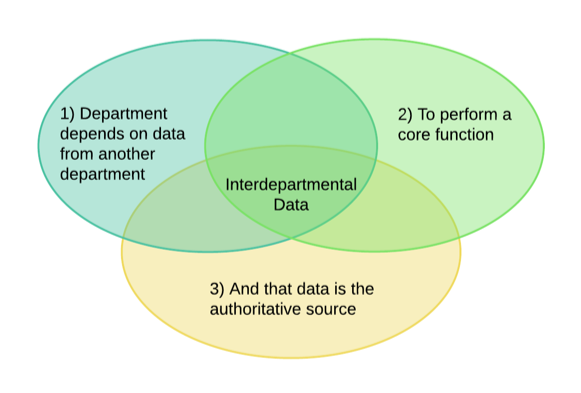 1) Department
depends on data
from another
department
2) To perform a
core function
Interdepartmental
Data
3) And that data is the
authoritative source